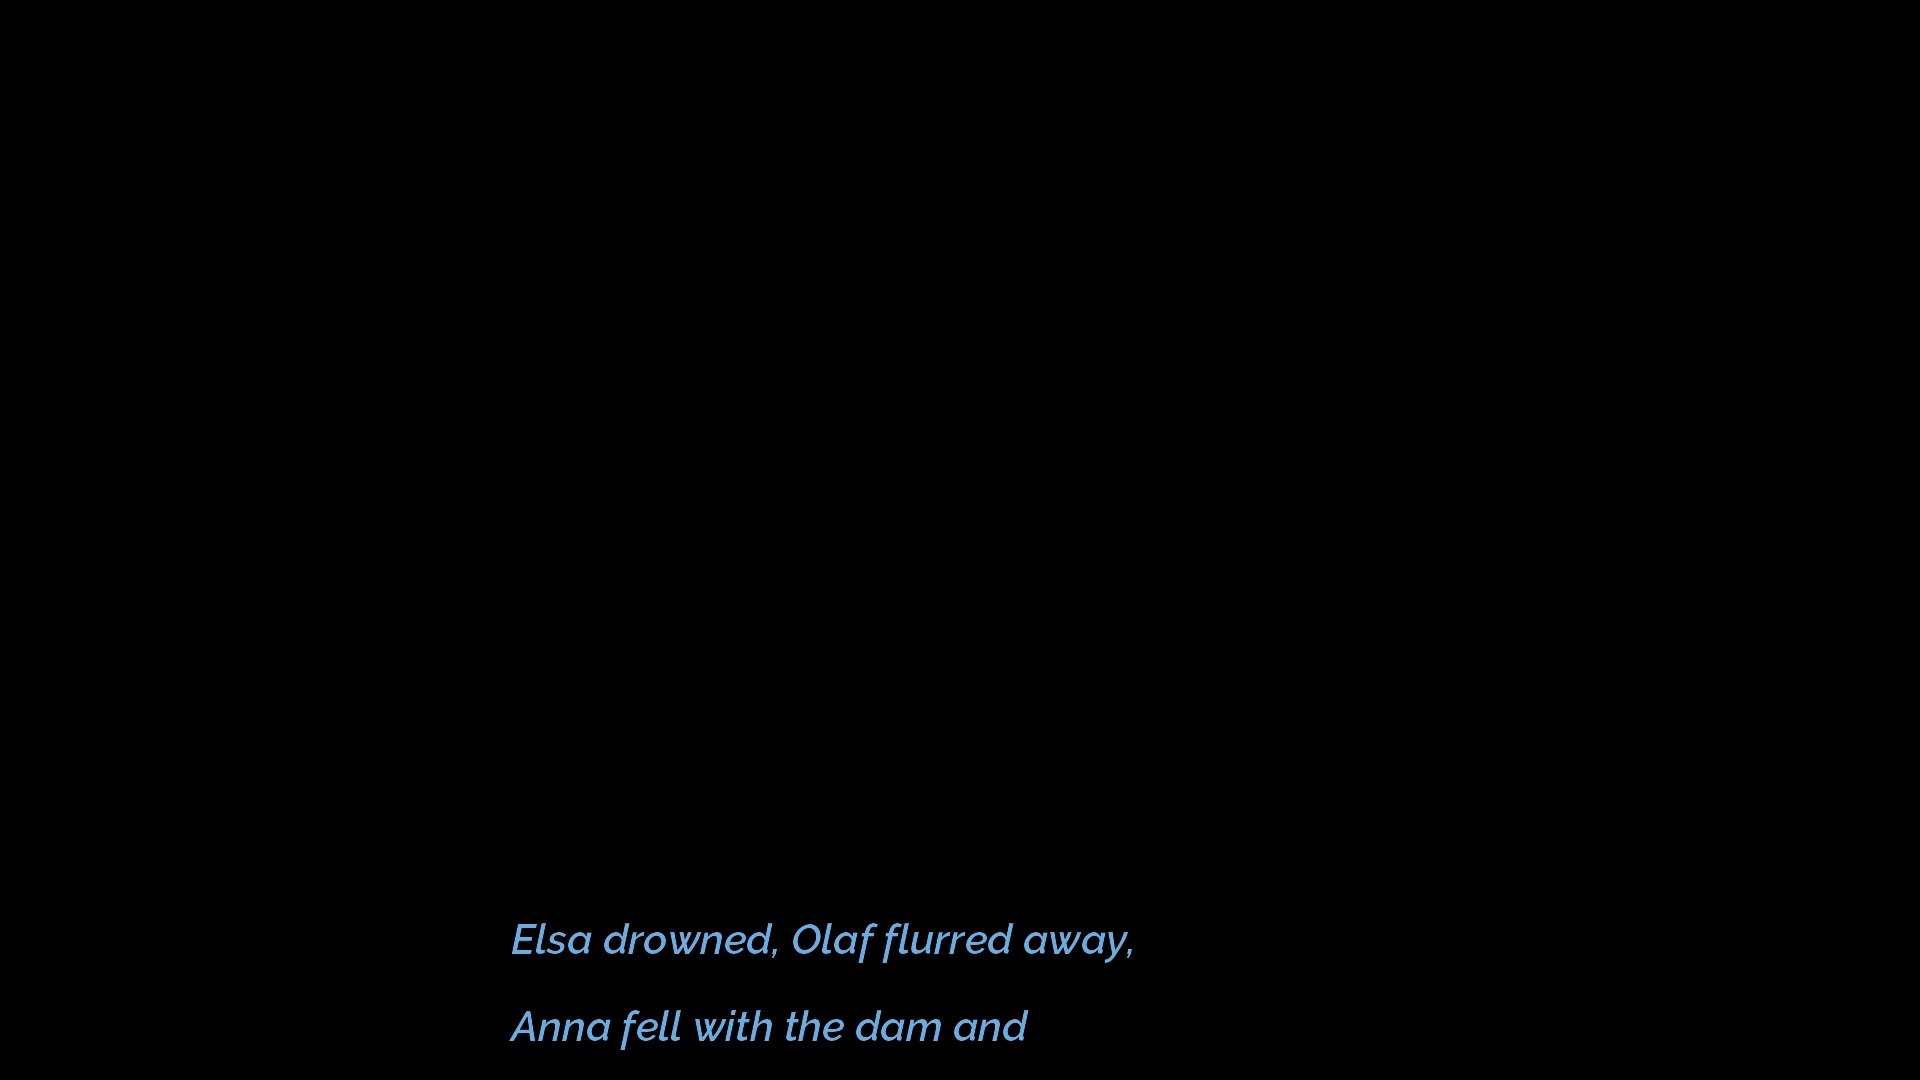 Elsa drowned, Olaf flurred away,
Anna fell with the dam and